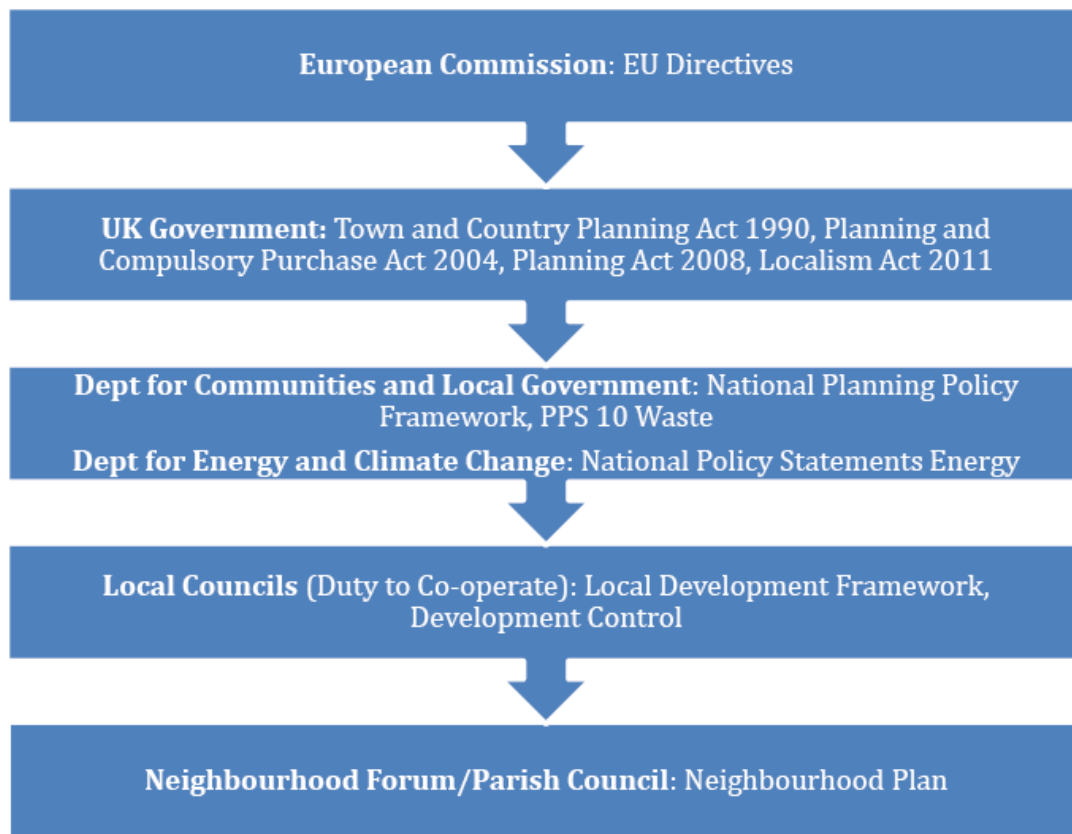 European Commission: EU Directives
UK Government: Town and Country Planning Act 1990, Planning and
Compulsory Purchase Act 2004, Planning Act 2008, Localism Act 2011
Dept for Communities and Local Government: National Planning Policy
Framework, PPS 10 Waste
Dept for Energy and Climate Change: National Policy Statements Energy
Local Councils (Duty to Co-operate): Local Development Framework,
Development Control
Neighbourhood Forum/Parish Council: Neighbourhood Plan